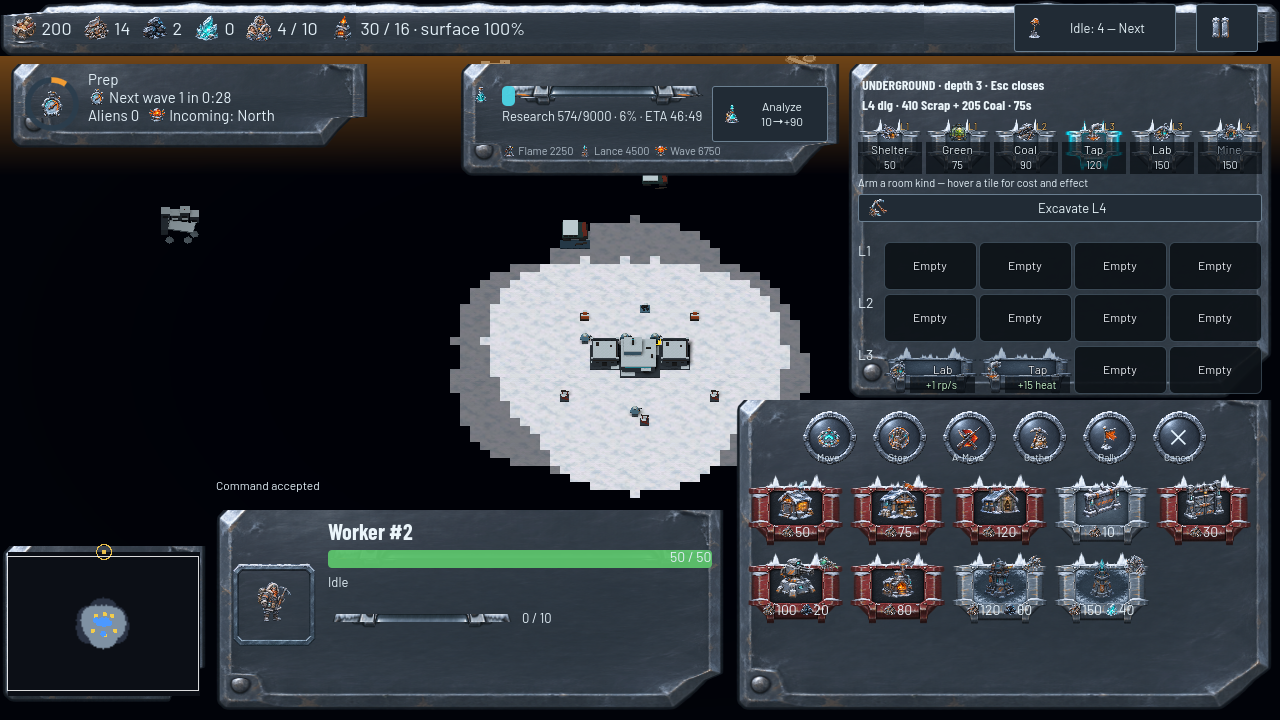 200 14 2 0 4 / 10 30 / 16 · surface 100%
Idle: 4 — Next
Prep
Next wave 1 in 0:28
Aliens 0 Incoming: North
Research 574/9000 · 6% · ETA 46:49
Flame 2250 Lance 4500 Wave 6750
Analyze
10→+90
UNDERGROUND · depth 3 · Esc closes
L4 dig · 410 Scrap + 205 Coal · 75s
1 1 2 3 3 4
Shelter Green Coal Tap Lab Mine
50 75 90 120 150 150
Arm a room kind — hover a tile for cost and effect
Excavate L4
L1 Empty Empty Empty Empty
L2 Empty Empty Empty Empty
L3 Lab Tap Empty Empty
+1 rp/s +15 heat
Command accepted
Worker #2
50 / 50
Idle
0 / 10
Move Stop A-Move Gather Rally Cancel
50 75 120 10 30
100 20 80 120 80 150 40